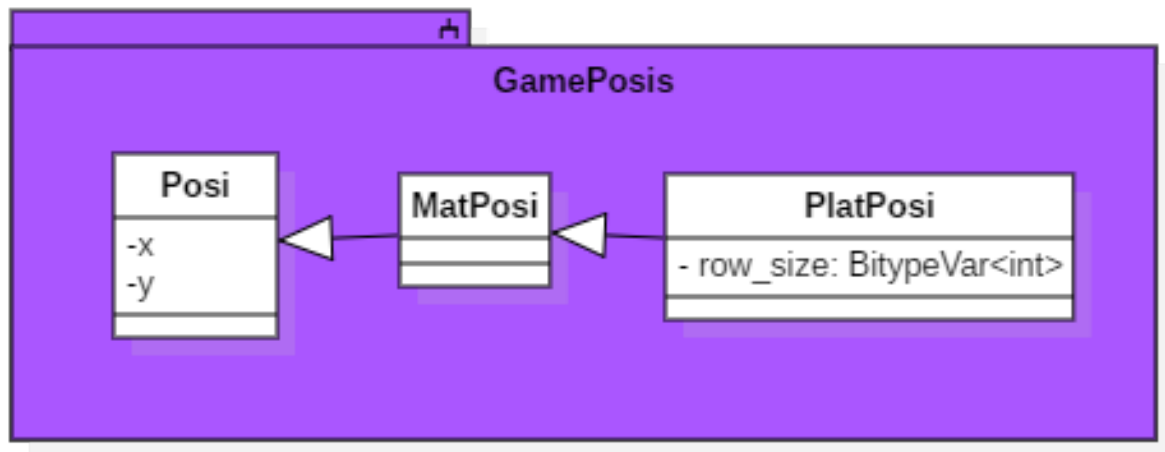 GamePosis
Posi
-x
-y
MatPosi
PlatPosi
- row_size: BitypeVar<int>